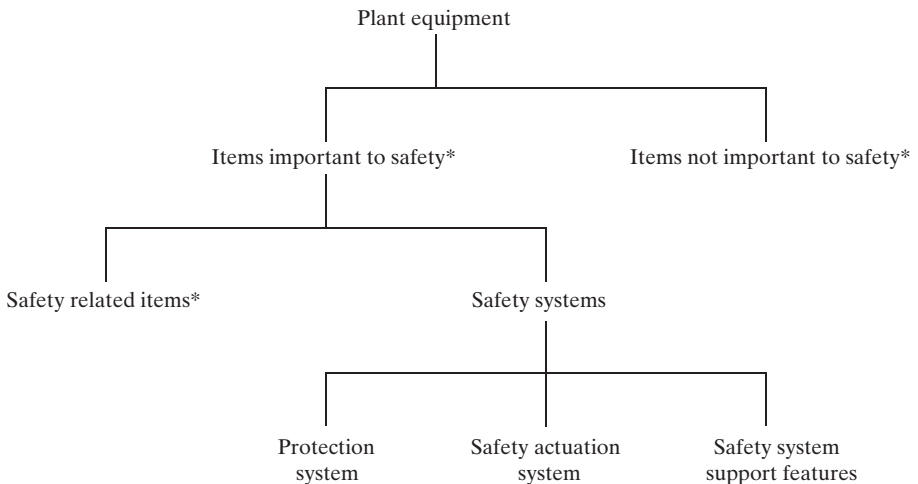 Plant equipment
Items important to safety*
Items not important to safety*
Safety related items*
Safety systems
Protection
system
Safety actuation
system
Safety system
support features